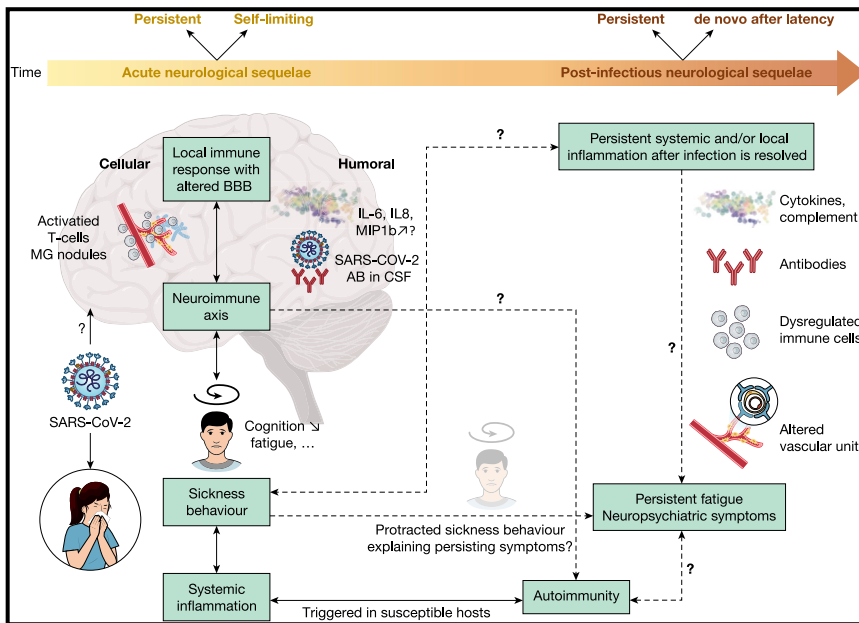 Persistent
Self-limiting
Persistent
de novo after latency
Time
Acute neurological sequelae
Post-infectious neurological sequelae
Cellular
Local immune
response with
altered BBB
Humoral
?
Persistent systemic and/or local
inflammation after infection is resolved
Activatied
T-cells
MG nodules
IL-6, IL8,
MIP1b↗?
SARS-COV-2
AB in CSF
Cytokines,
complement
Antibodies
Neuroimmune
axis
?
?
?
Dysregulated
immune cells
SARS-CoV-2
Cognition ↘
fatigue, ...
Altered
vascular unit
Sickness
behaviour
Persistent fatigue
Neuropsychiatric symptoms
Protracted sickness behaviour
explaining persisting symptoms?
?
Systemic
inflammation
Triggered in susceptible hosts
Autoimmunity